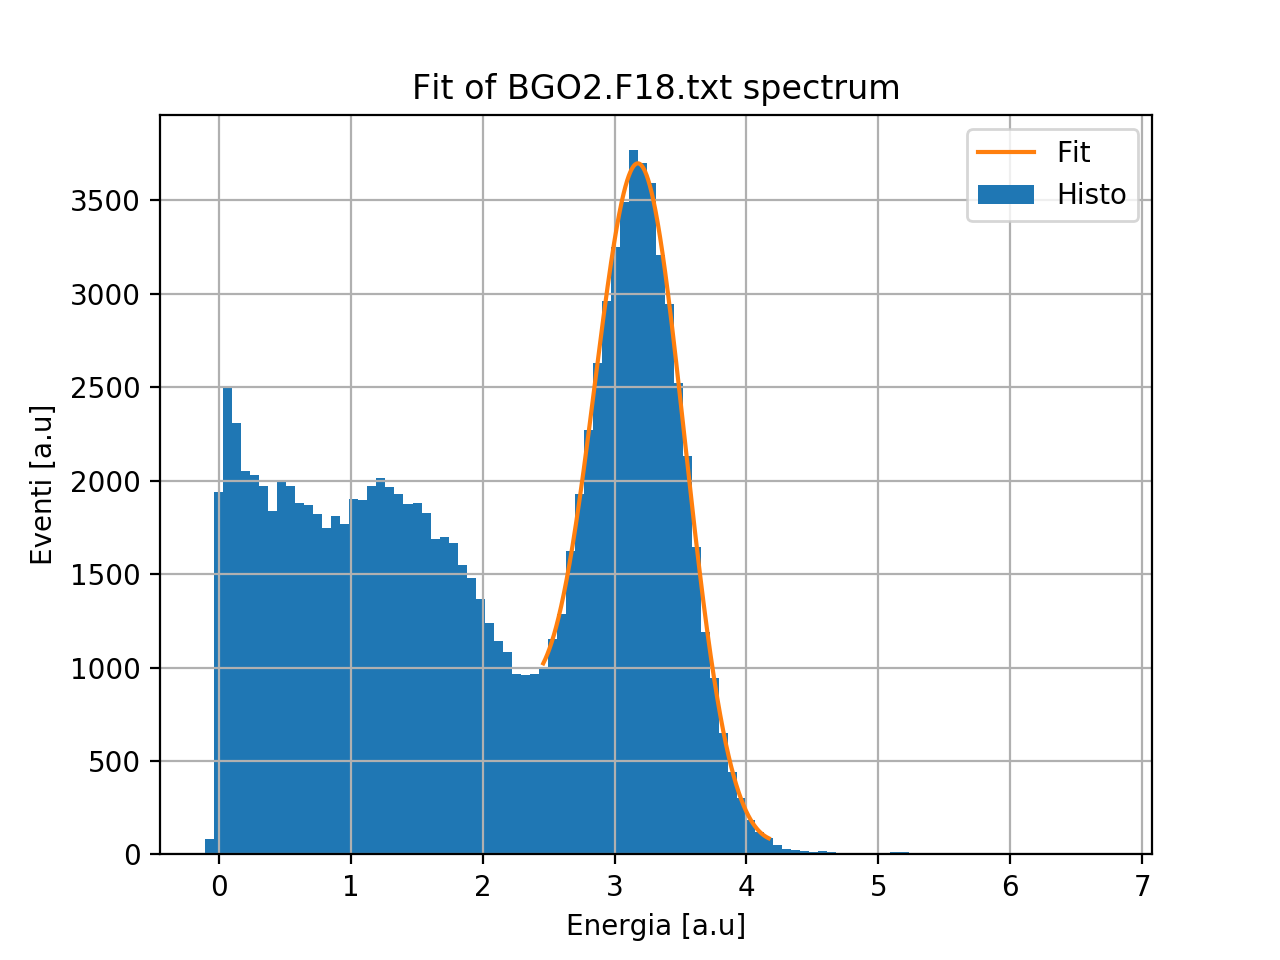 Fit of BGO2.F18.txt spectrum
Fit
Histo
3500
3000
2500
2000
1500
1000
500
0
Eventi [a.u]
0 1 2 3 4 5 6 7
Energia [a.u]